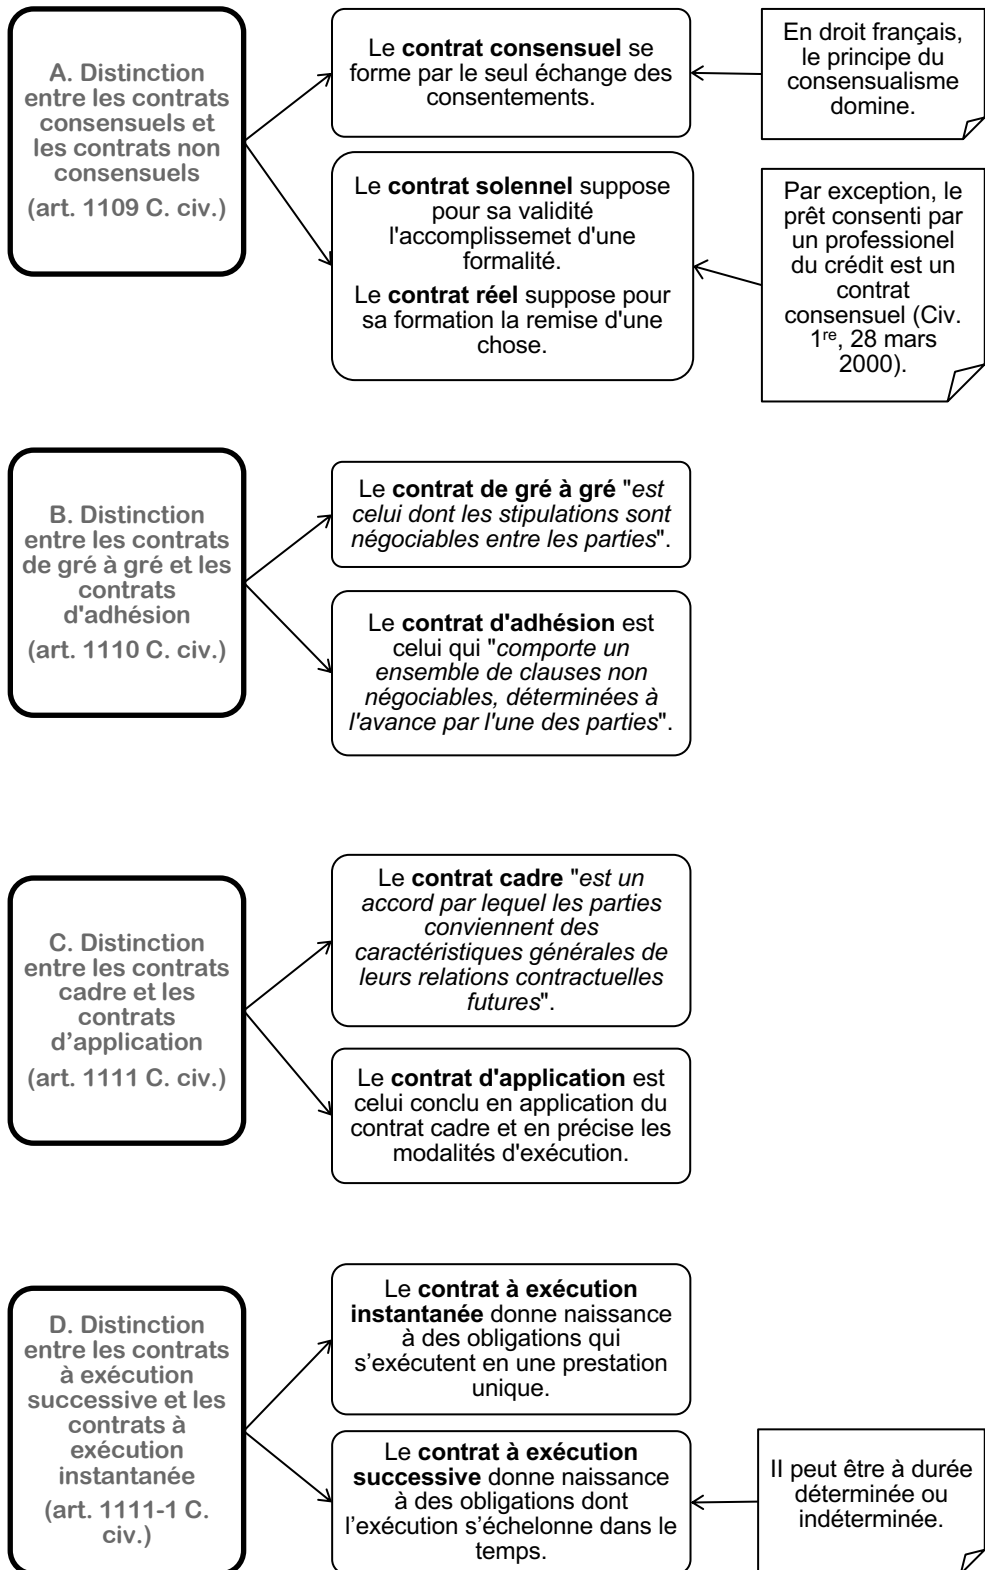 A. Distinction
entre les contrats
consensuels et
les contrats non
consensuels
(art. 1109 C. civ.)
Le contrat consensuel se
forme par le seul échange des
consentements.
En droit français,
le principe du
consensualisme
domine.
Le contrat solennel suppose
pour sa validité
l'accomplissemet d'une
formalité.
Le contrat réel suppose pour
sa formation la remise d'une
chose.
Par exception, le
prêt consenti par
un professionel
du crédit est un
contrat
consensuel (Civ.
1re, 28 mars
2000).
B. Distinction
entre les contrats
de gré à gré et les
contrats
d'adhésion
(art. 1110 C. civ.)
Le contrat de gré à gré "est
celui dont les stipulations sont
négociables entre les parties".
Le contrat d'adhésion est
celui qui "comporte un
ensemble de clauses non
négociables, déterminées à
l'avance par l'une des parties".
C. Distinction
entre les contrats
cadre et les
contrats
d’application
(art. 1111 C. civ.)
Le contrat cadre "est un
accord par lequel les parties
conviennent des
caractéristiques générales de
leurs relations contractuelles
futures".
Le contrat d'application est
celui conclu en application du
contrat cadre et en précise les
modalités d'exécution.
D. Distinction
entre les contrats
à exécution
successive et les
contrats à
exécution
instantanée
(art. 1111-1 C.
civ.)
Le contrat à exécution
instantanée donne naissance
à des obligations qui
s’exécutent en une prestation
unique.
Le contrat à exécution
successive donne naissance
à des obligations dont
l’exécution s’échelonne dans le
temps.
Il peut être à durée
déterminée ou
indéterminée.